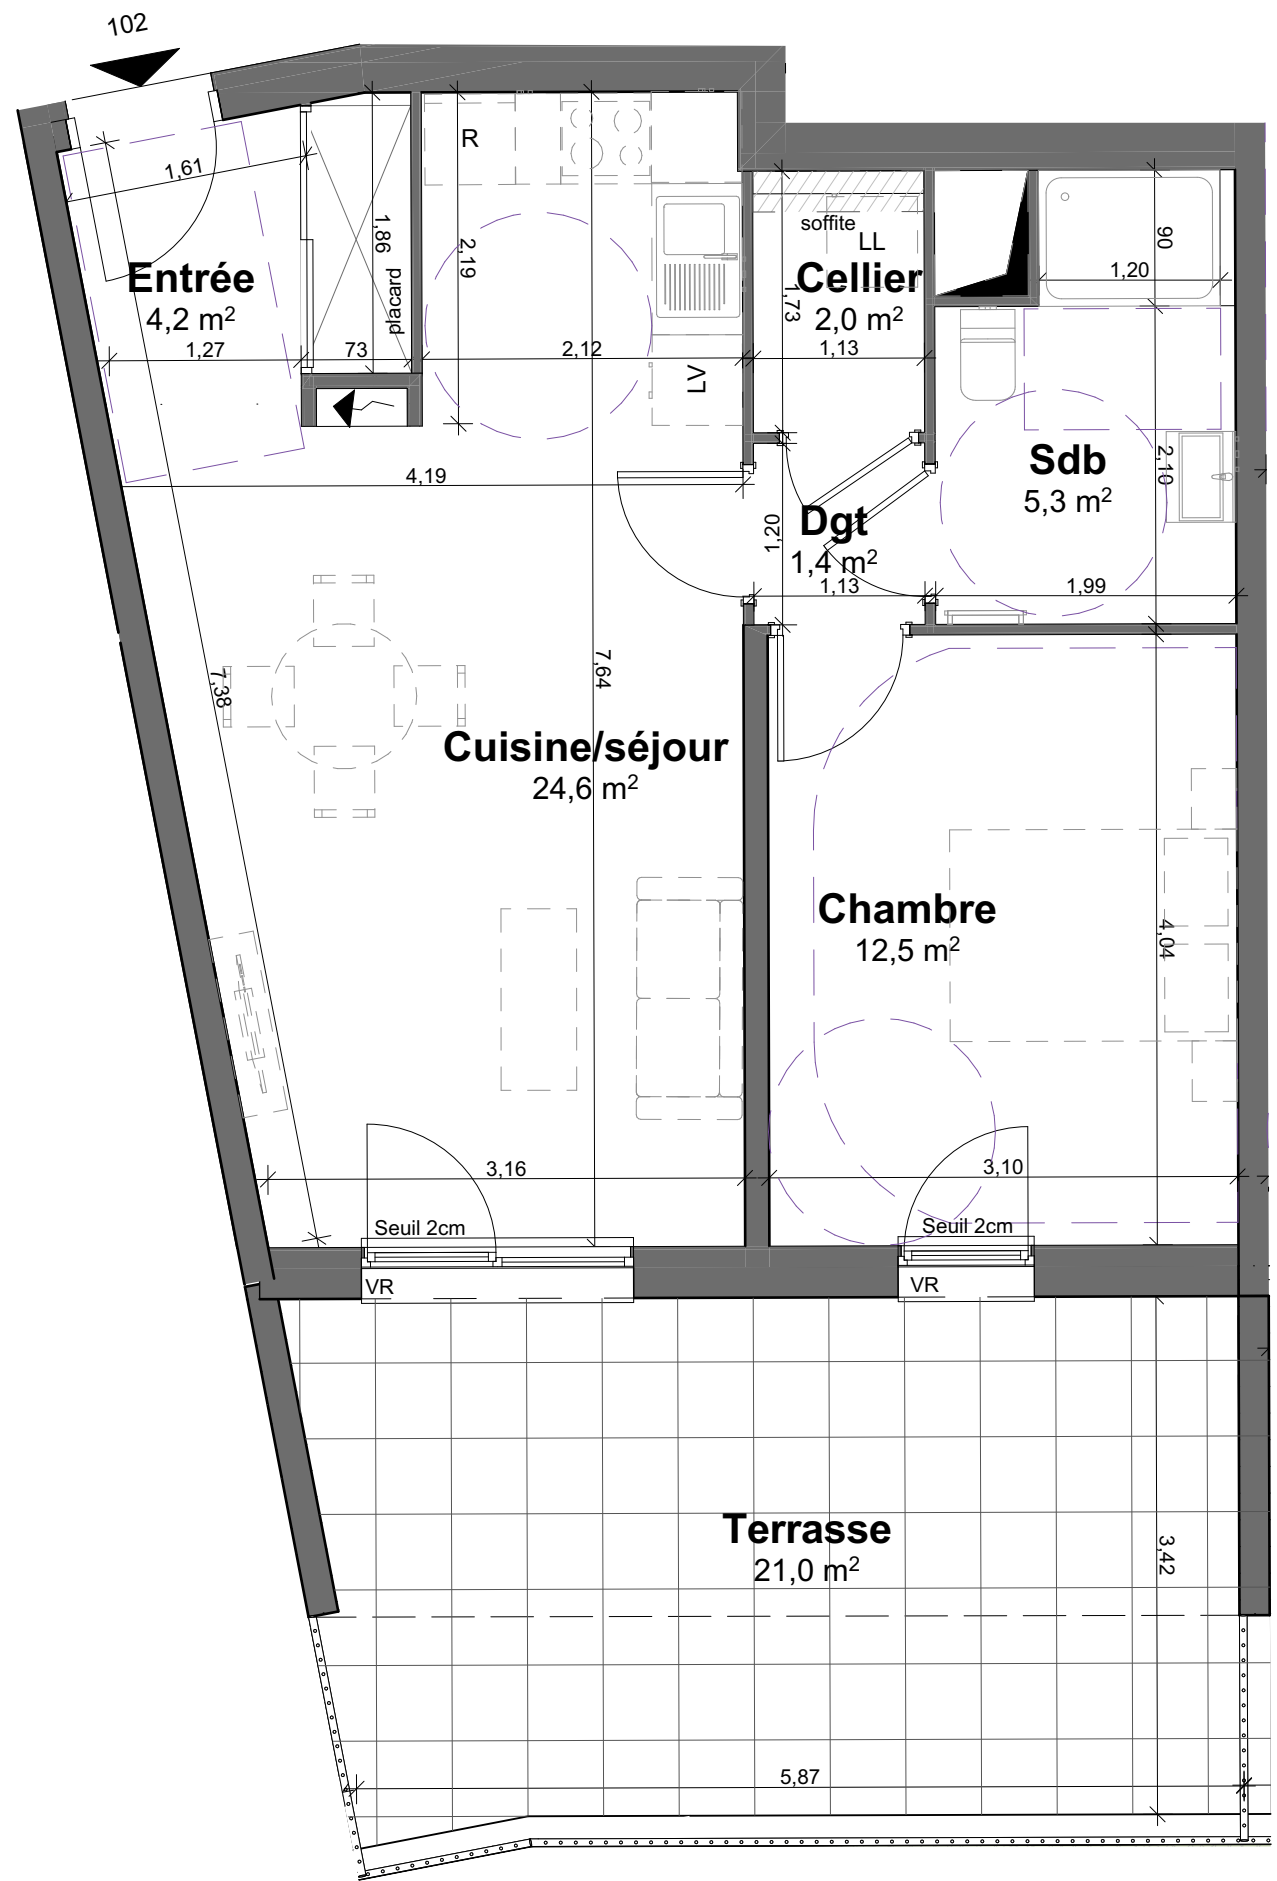 102
1,61
R
1,86
placard
2,19
soffite
LL
90
1,20
Entrée
4,2 m²
Cellier
2,0 m²
1,73
1,27
73
2,12
1,13
LV
4,19
Sdb
5,3 m²
2,10
1,20
Dgt
1,4 m²
1,13
1,99
7,38
7,64
Cuisine/séjour
24,6 m²
Chambre
12,5 m²
4,04
3,16
3,10
Seuil 2cm
Seuil 2cm
VR
VR
Terrasse
21,0 m²
3,42
5,87